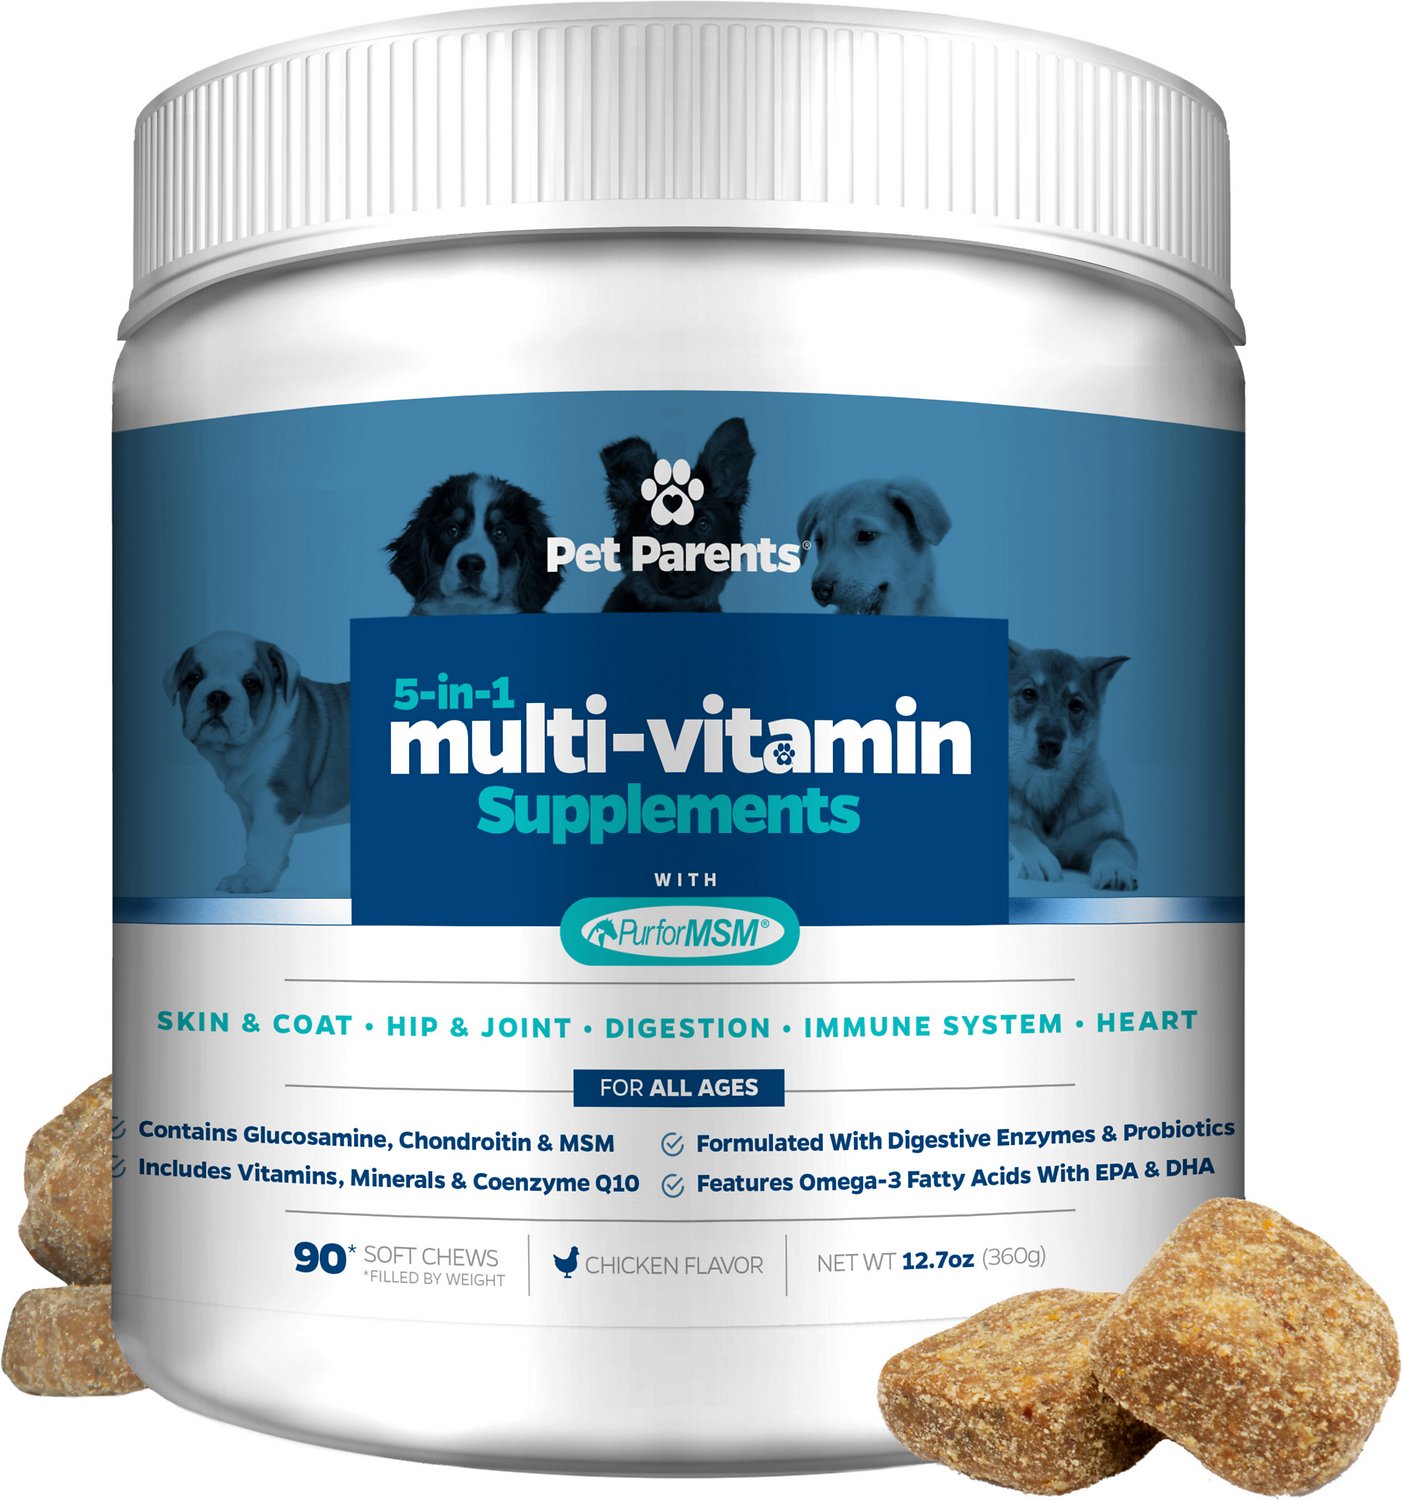 Pet Parents®
5-in-1
multi-vitamin
Supplements
WITH
PurforMSM®
SKIN & COAT • HIP & JOINT • DIGESTION • IMMUNE SYSTEM • HEART
FOR ALL AGES
Contains Glucosamine, Chondroitin & MSM
Includes Vitamins, Minerals & Coenzyme Q10
Formulated With Digestive Enzymes & Probiotics
Features Omega-3 Fatty Acids With EPA & DHA
90* SOFT CHEWS
*FILLED BY WEIGHT
CHICKEN FLAVOR
NET WT 12.7oz (360g)